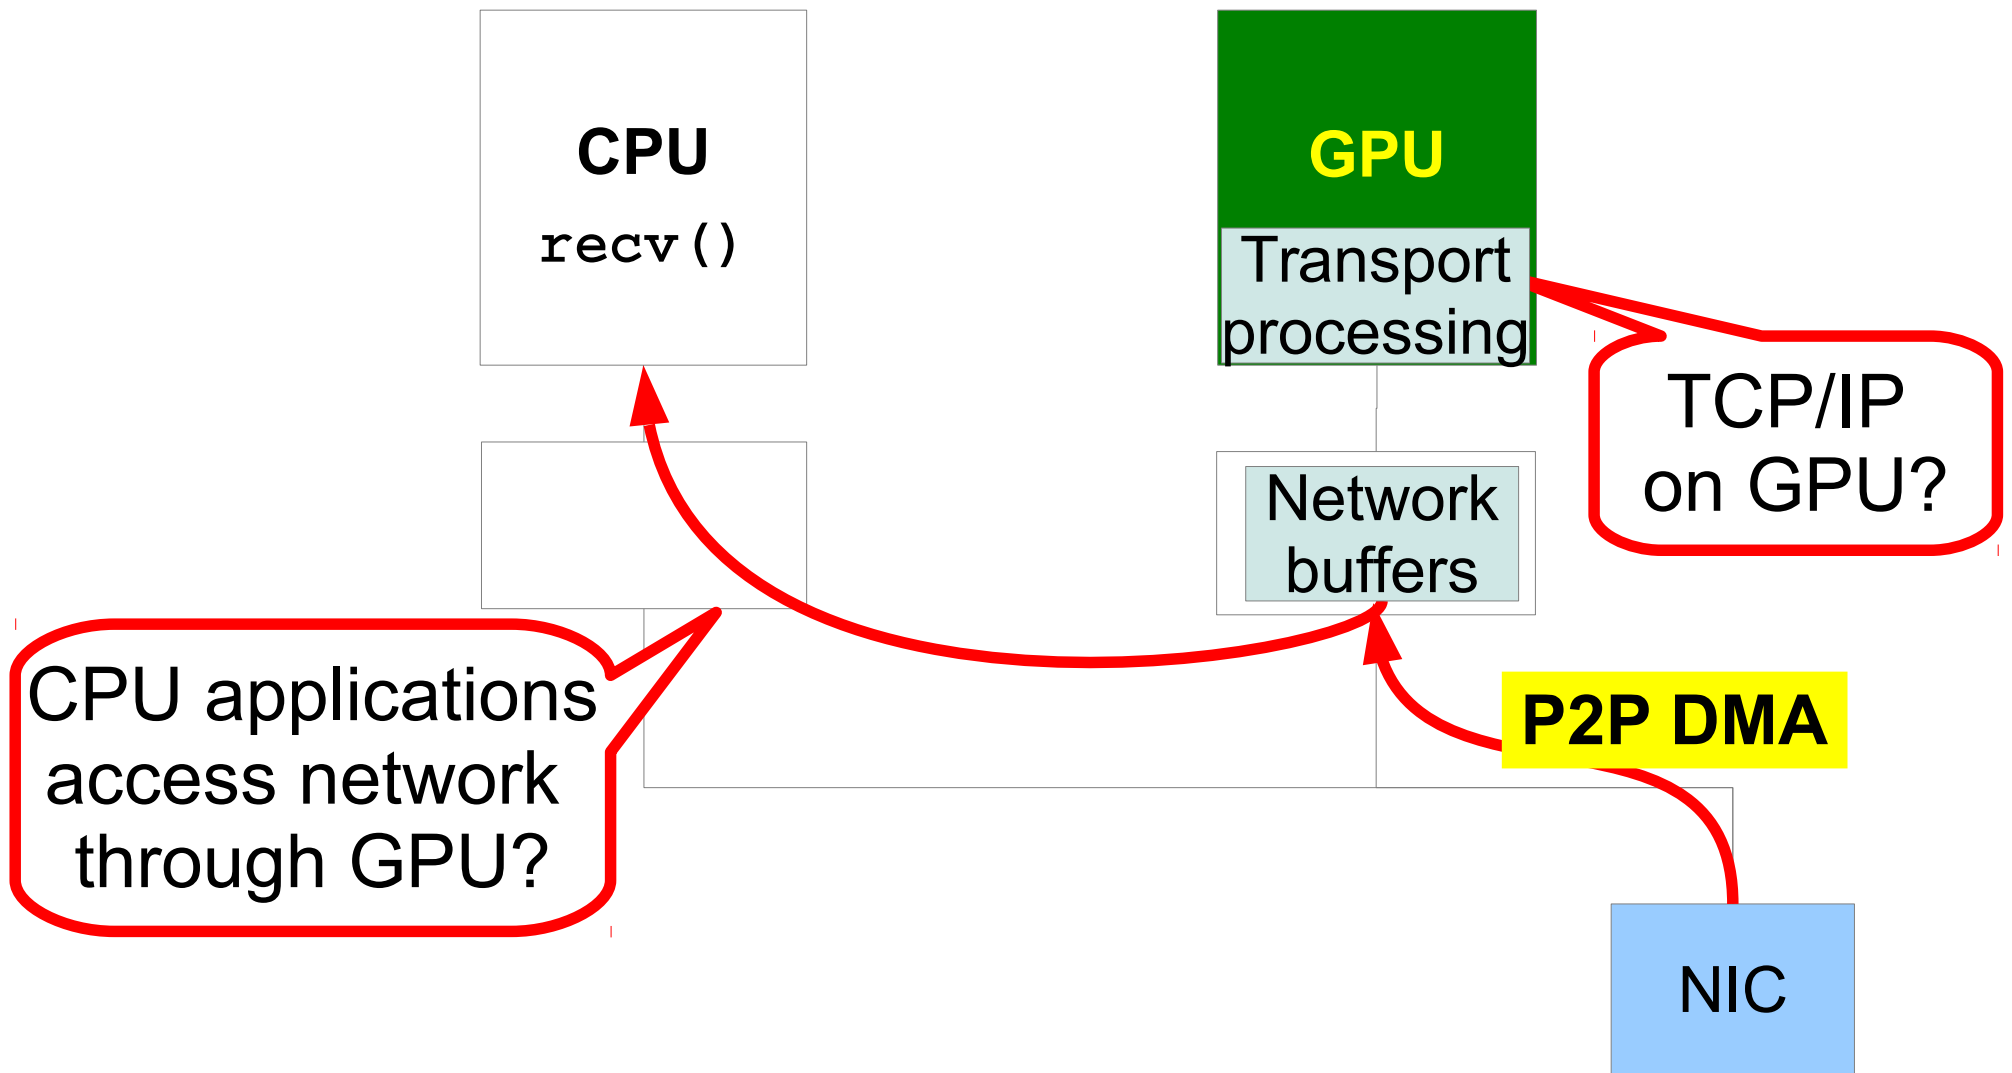 CPU
recv()
GPU
Transport
processing
TCP/IP
on GPU?
Network
buffers
CPU applications
access network
through GPU?
P2P DMA
NIC